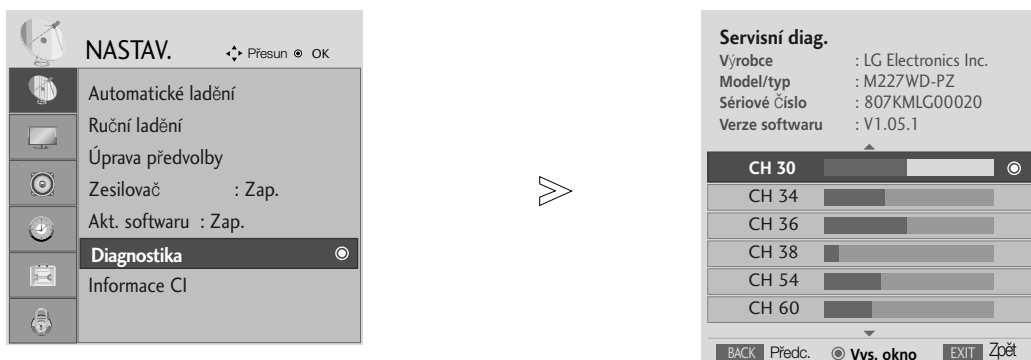 NASTAV. Přesun OK
Automatické ladění
Ruční ladění
Úprava předvolby
Zesilovač : Zap.
Akt. softwaru : Zap.
Diagnostika
Informace CI
Servisní diag.
Výrobce : LG Electronics Inc.
Model/typ : M227WD-PZ
Sériové Číslo : 807KMLG00020
Verze softwaru : V1.05.1
CH 30
CH 34
CH 36
CH 38
CH 54
CH 60
BACK Předc. Vys. okno EXIT Zpět